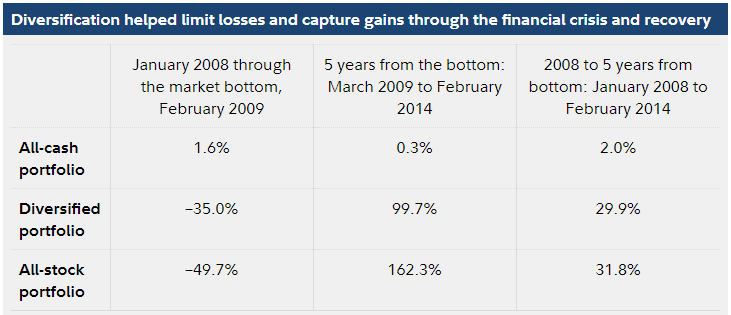 Diversification helped limit losses and capture gains through the financial crisis and recovery
January 2008 through
the market bottom,
February 2009
5 years from the bottom:
March 2009 to February
2014
2008 to 5 years from
bottom: January 2008 to
February 2014
All-cash
portfolio
1.6%
0.3%
2.0%
Diversified
portfolio
–35.0%
99.7%
29.9%
All-stock
portfolio
–49.7%
162.3%
31.8%